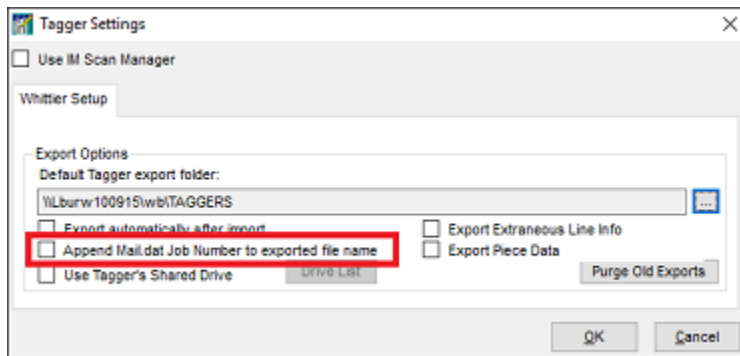 Tagger Settings
Use IM Scan Manager
Whittier Setup
Export Options
Default Tagger export folder:
\\Lburw100915\wb\TAGGERS
...
Export automatically after import
Export Extraneous Line Info
Append Mail.dat Job Number to exported file name
Export Piece Data
Use Tagger's Shared Drive
Drive List
Purge Old Exports
OK
Cancel